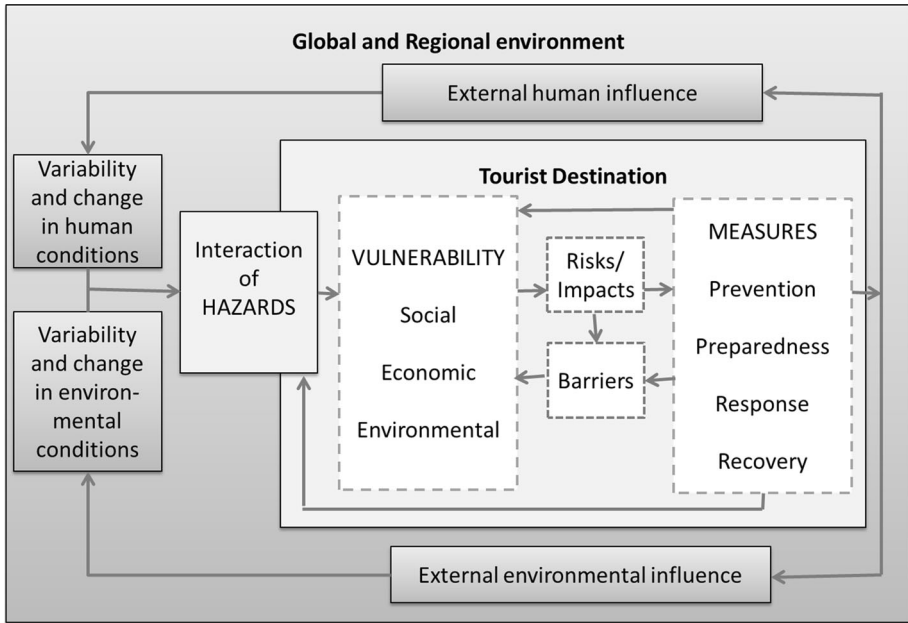 Global and Regional environment
External human influence
Variability
and change
in human
conditions
Variability
and change
in environ-
mental
conditions
Interaction
of
HAZARDS
Tourist Destination
VULNERABILITY
Social
Economic
Environmental
Risks/
Impacts
Barriers
MEASURES
Prevention
Preparedness
Response
Recovery
External environmental influence